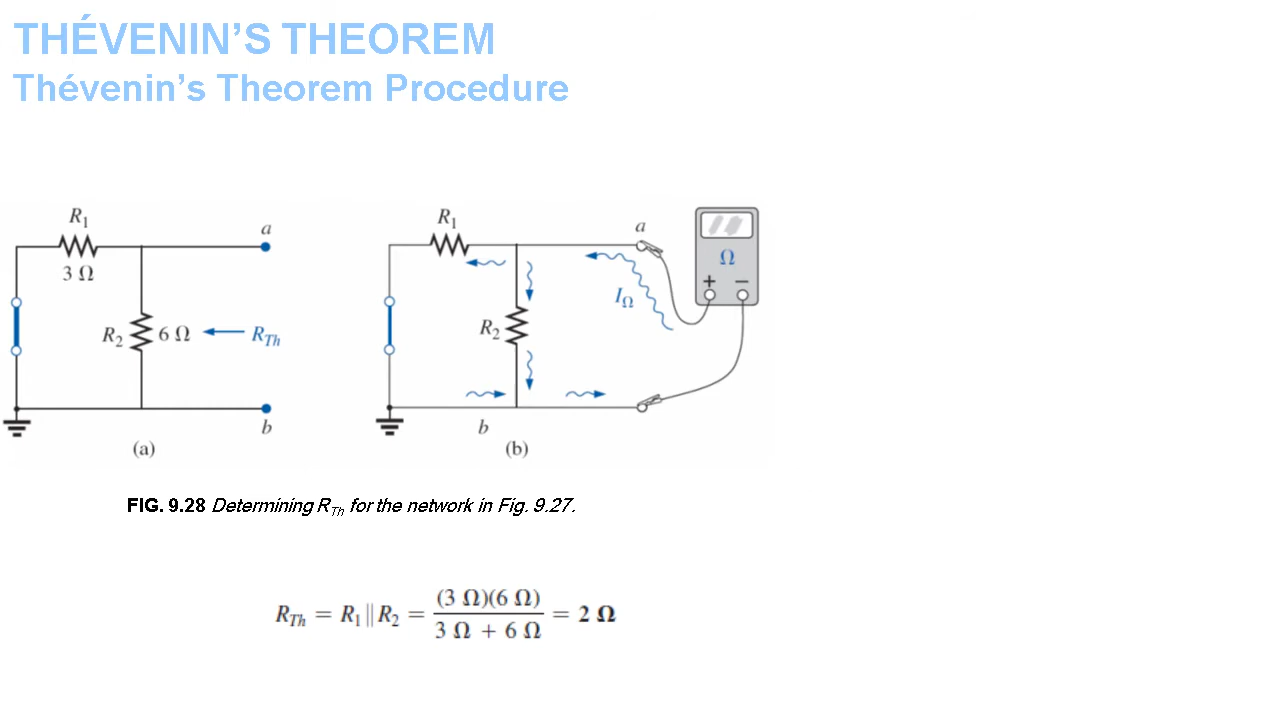 THÉVENIN’S THEOREM
Thévenin’s Theorem Procedure
R1
3 Ω
a
R2
6 Ω
RTh
b
(a)
R1
a
Ω
+ −
IΩ
R2
b
(b)
FIG. 9.28 Determining RTh for the network in Fig. 9.27.
RTh = R1 || R2 = (3 Ω)(6 Ω) / 3 Ω + 6 Ω = 2 Ω